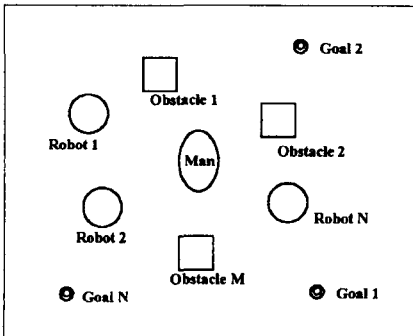 Goal 2
Obstacle 1
Robot 1
Obstacle 2
Man
Robot 2
Robot N
Obstacle M
Goal N
Goal 1